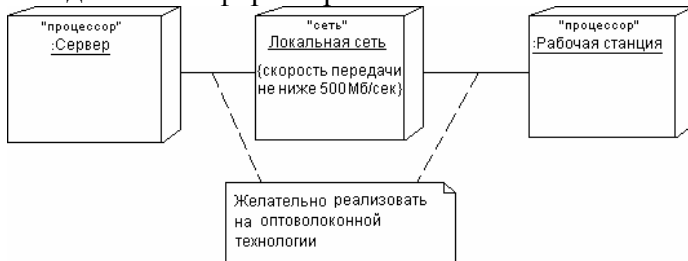 "процессор"
:Сервер
"сеть"
Локальная сеть
{скорость передачи
не ниже 500Мб/сек}
"процессор"
:Рабочая станция
Желательно реализовать
на оптоволоконной
технологии